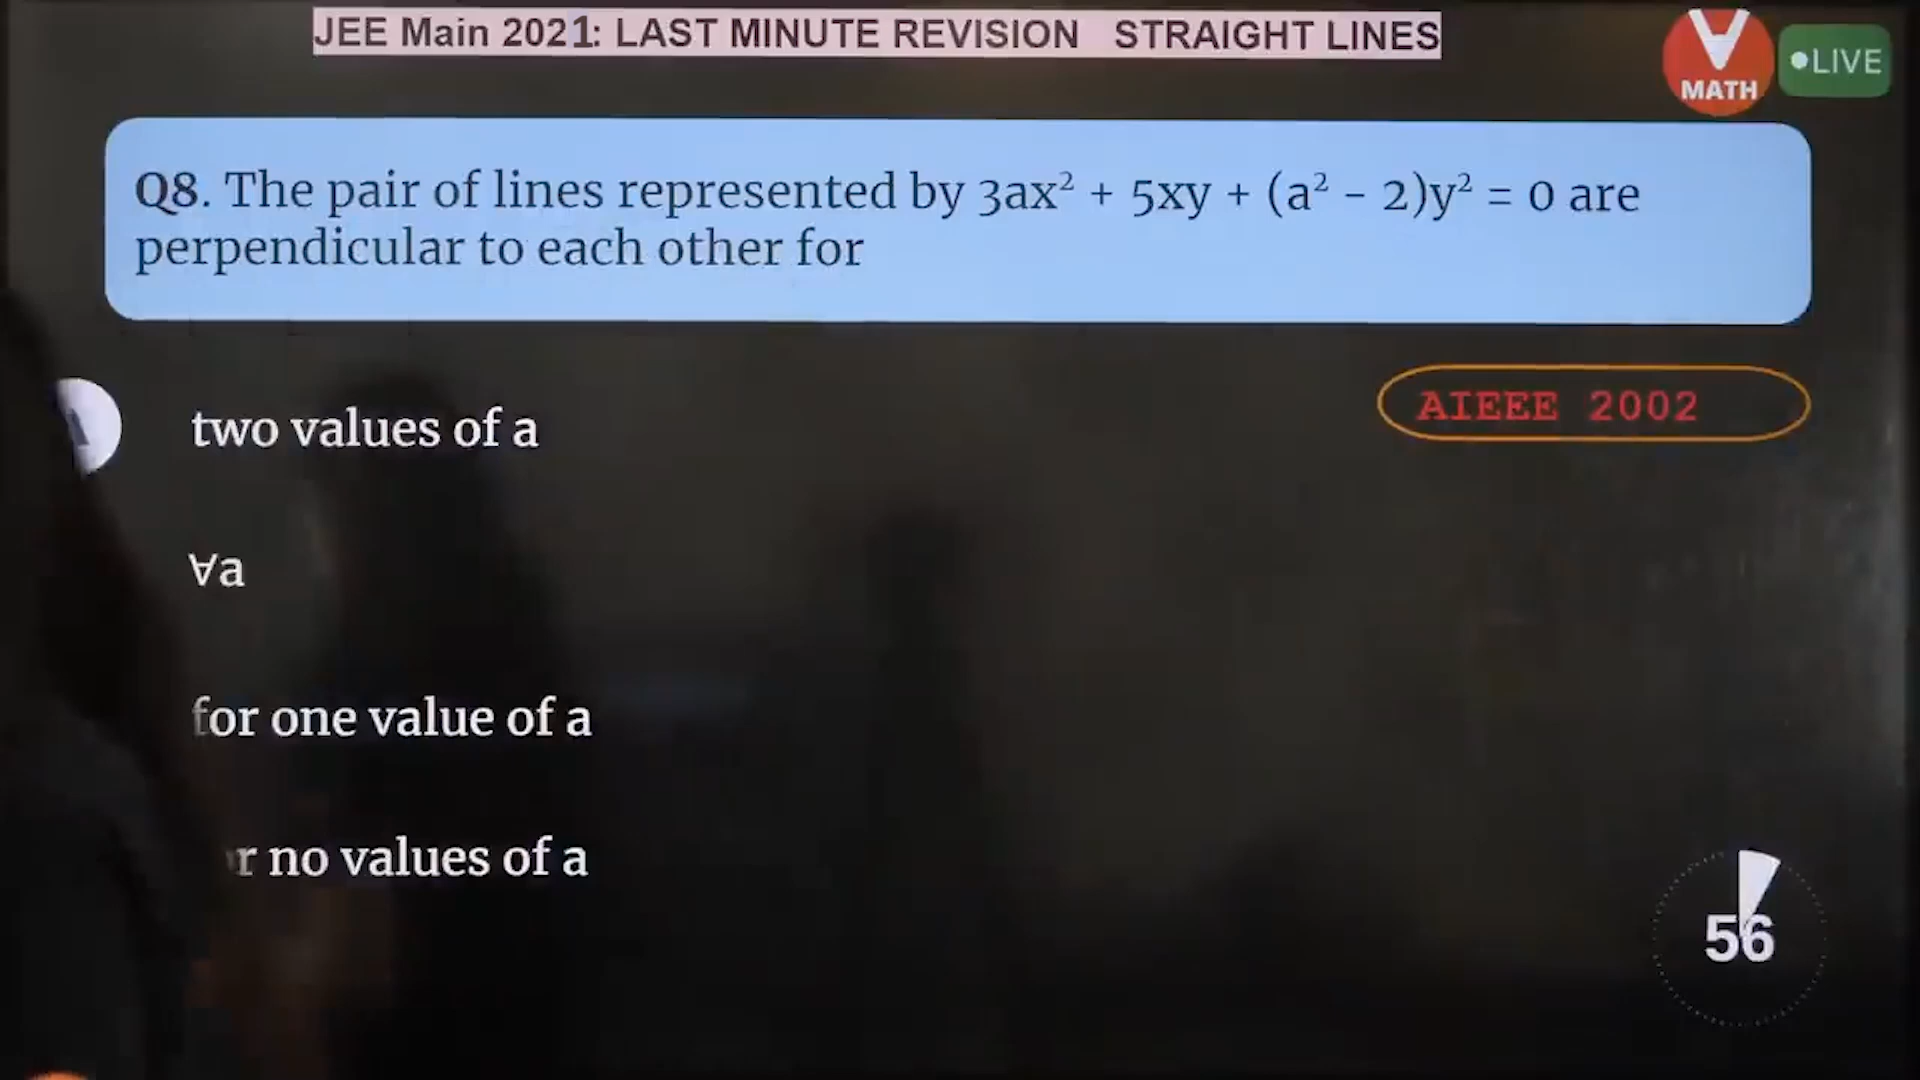 JEE Main 2021: LAST MINUTE REVISION STRAIGHT LINES
MATH
LIVE
Q8. The pair of lines represented by 3ax² + 5xy + (a² - 2)y² = 0 are
perpendicular to each other for
AIEEE 2002
two values of a
∀a
for one value of a
r no values of a
56